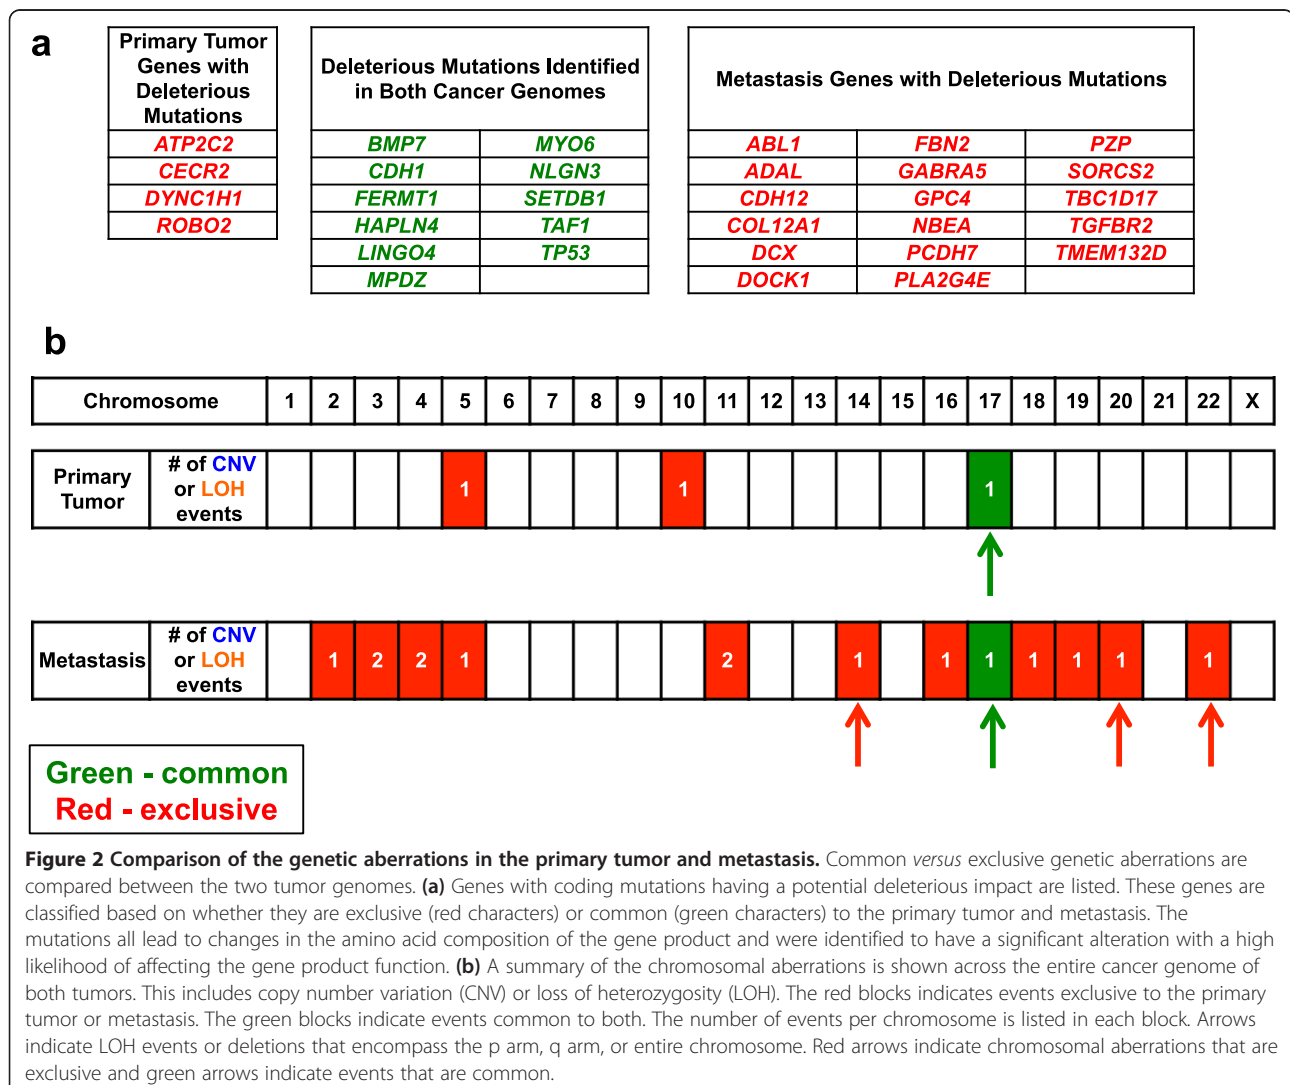 a
Primary Tumor
Genes with
Deleterious
Mutations
ATP2C2
CECR2
DYNC1H1
ROBO2
Deleterious Mutations Identified
in Both Cancer Genomes
BMP7 MYO6
CDH1 NLGN3
FERMT1 SETDB1
HAPLN4 TAF1
LINGO4 TP53
MPDZ
Metastasis Genes with Deleterious Mutations
ABL1 FBN2 PZP
ADAL GABRA5 SORCS2
CDH12 GPC4 TBC1D17
COL12A1 NBEA TGFBR2
DCX PCDH7 TMEM132D
DOCK1 PLA2G4E
b
Chromosome 1 2 3 4 5 6 7 8 9 10 11 12 13 14 15 16 17 18 19 20 21 22 X
Primary
Tumor
# of CNV
or LOH
events
1 1 1
Metastasis
# of CNV
or LOH
events
1 2 2 1 2 1 1 1 1 1 1 1
Green - common
Red - exclusive
Figure 2 Comparison of the genetic aberrations in the primary tumor and metastasis. Common versus exclusive genetic aberrations are
compared between the two tumor genomes. (a) Genes with coding mutations having a potential deleterious impact are listed. These genes are
classified based on whether they are exclusive (red characters) or common (green characters) to the primary tumor and metastasis. The
mutations all lead to changes in the amino acid composition of the gene product and were identified to have a significant alteration with a high
likelihood of affecting the gene product function. (b) A summary of the chromosomal aberrations is shown across the entire cancer genome of
both tumors. This includes copy number variation (CNV) or loss of heterozygosity (LOH). The red blocks indicates events exclusive to the primary
tumor or metastasis. The green blocks indicate events common to both. The number of events per chromosome is listed in each block. Arrows
indicate LOH events or deletions that encompass the p arm, q arm, or entire chromosome. Red arrows indicate chromosomal aberrations that are
exclusive and green arrows indicate events that are common.